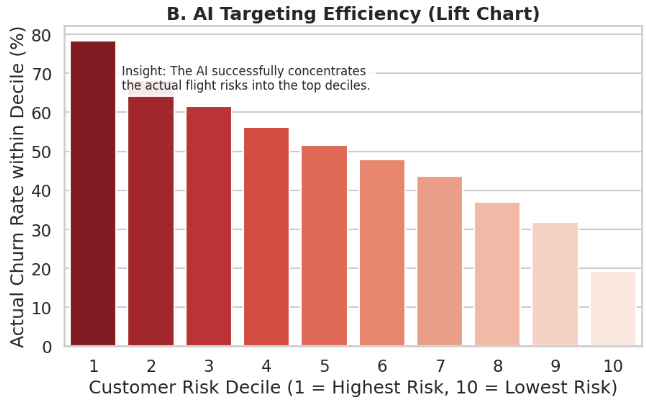 B. AI Targeting Efficiency (Lift Chart)
Actual Churn Rate within Decile (%)
80
70
60
50
40
30
20
10
0
Insight: The AI successfully concentrates
the actual flight risks into the top deciles.
1 2 3 4 5 6 7 8 9 10
Customer Risk Decile (1 = Highest Risk, 10 = Lowest Risk)